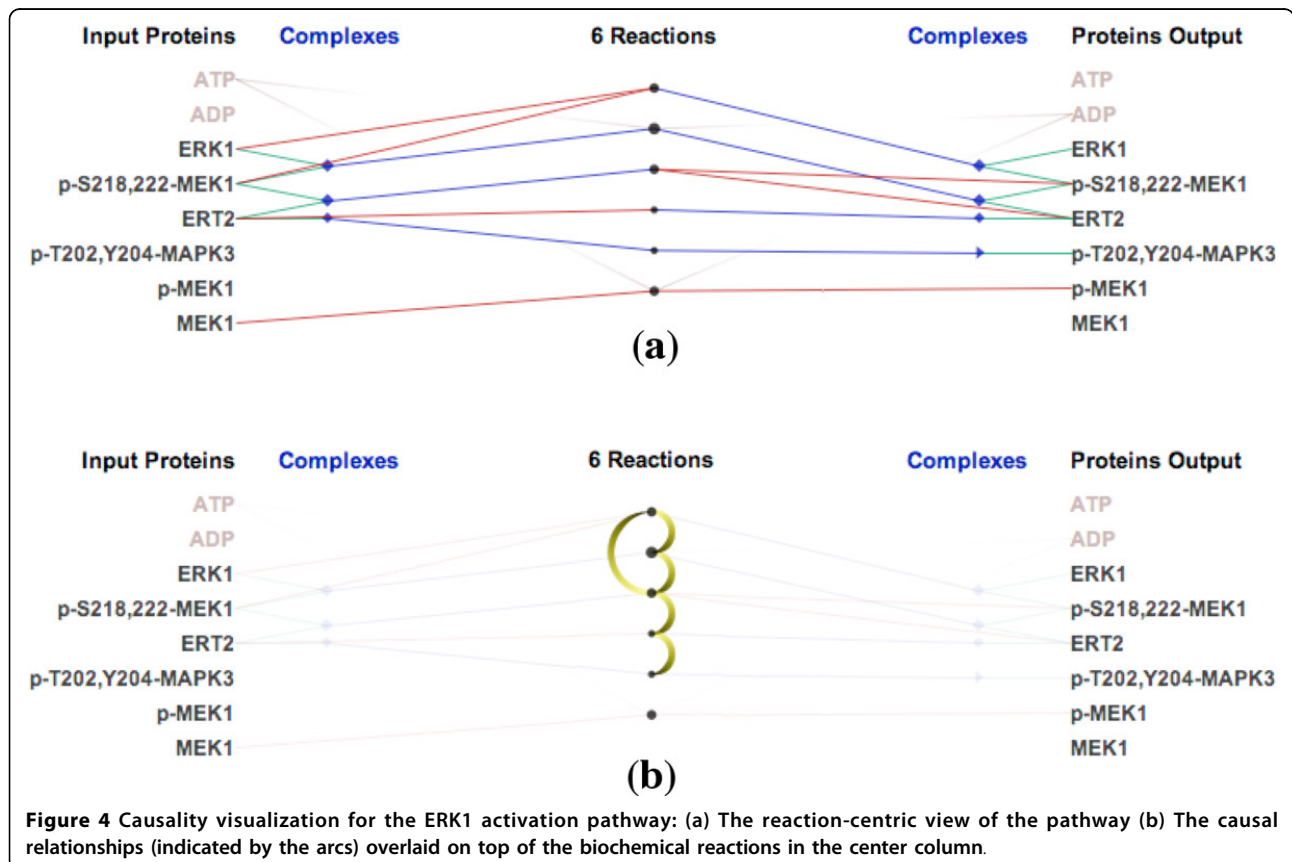 Input Proteins Complexes 6 Reactions Complexes Proteins Output
ATP ATP
ADP ADP
ERK1 ERK1
p-S218,222-MEK1 p-S218,222-MEK1
ERT2 ERT2
p-T202,Y204-MAPK3 p-T202,Y204-MAPK3
p-MEK1 p-MEK1
MEK1 MEK1
(a)
Input Proteins Complexes 6 Reactions Complexes Proteins Output
ATP ATP
ADP ADP
ERK1 ERK1
p-S218,222-MEK1 p-S218,222-MEK1
ERT2 ERT2
p-T202,Y204-MAPK3 p-T202,Y204-MAPK3
p-MEK1 p-MEK1
MEK1 MEK1
(b)
Figure 4 Causality visualization for the ERK1 activation pathway: (a) The reaction-centric view of the pathway (b) The causal
relationships (indicated by the arcs) overlaid on top of the biochemical reactions in the center column.